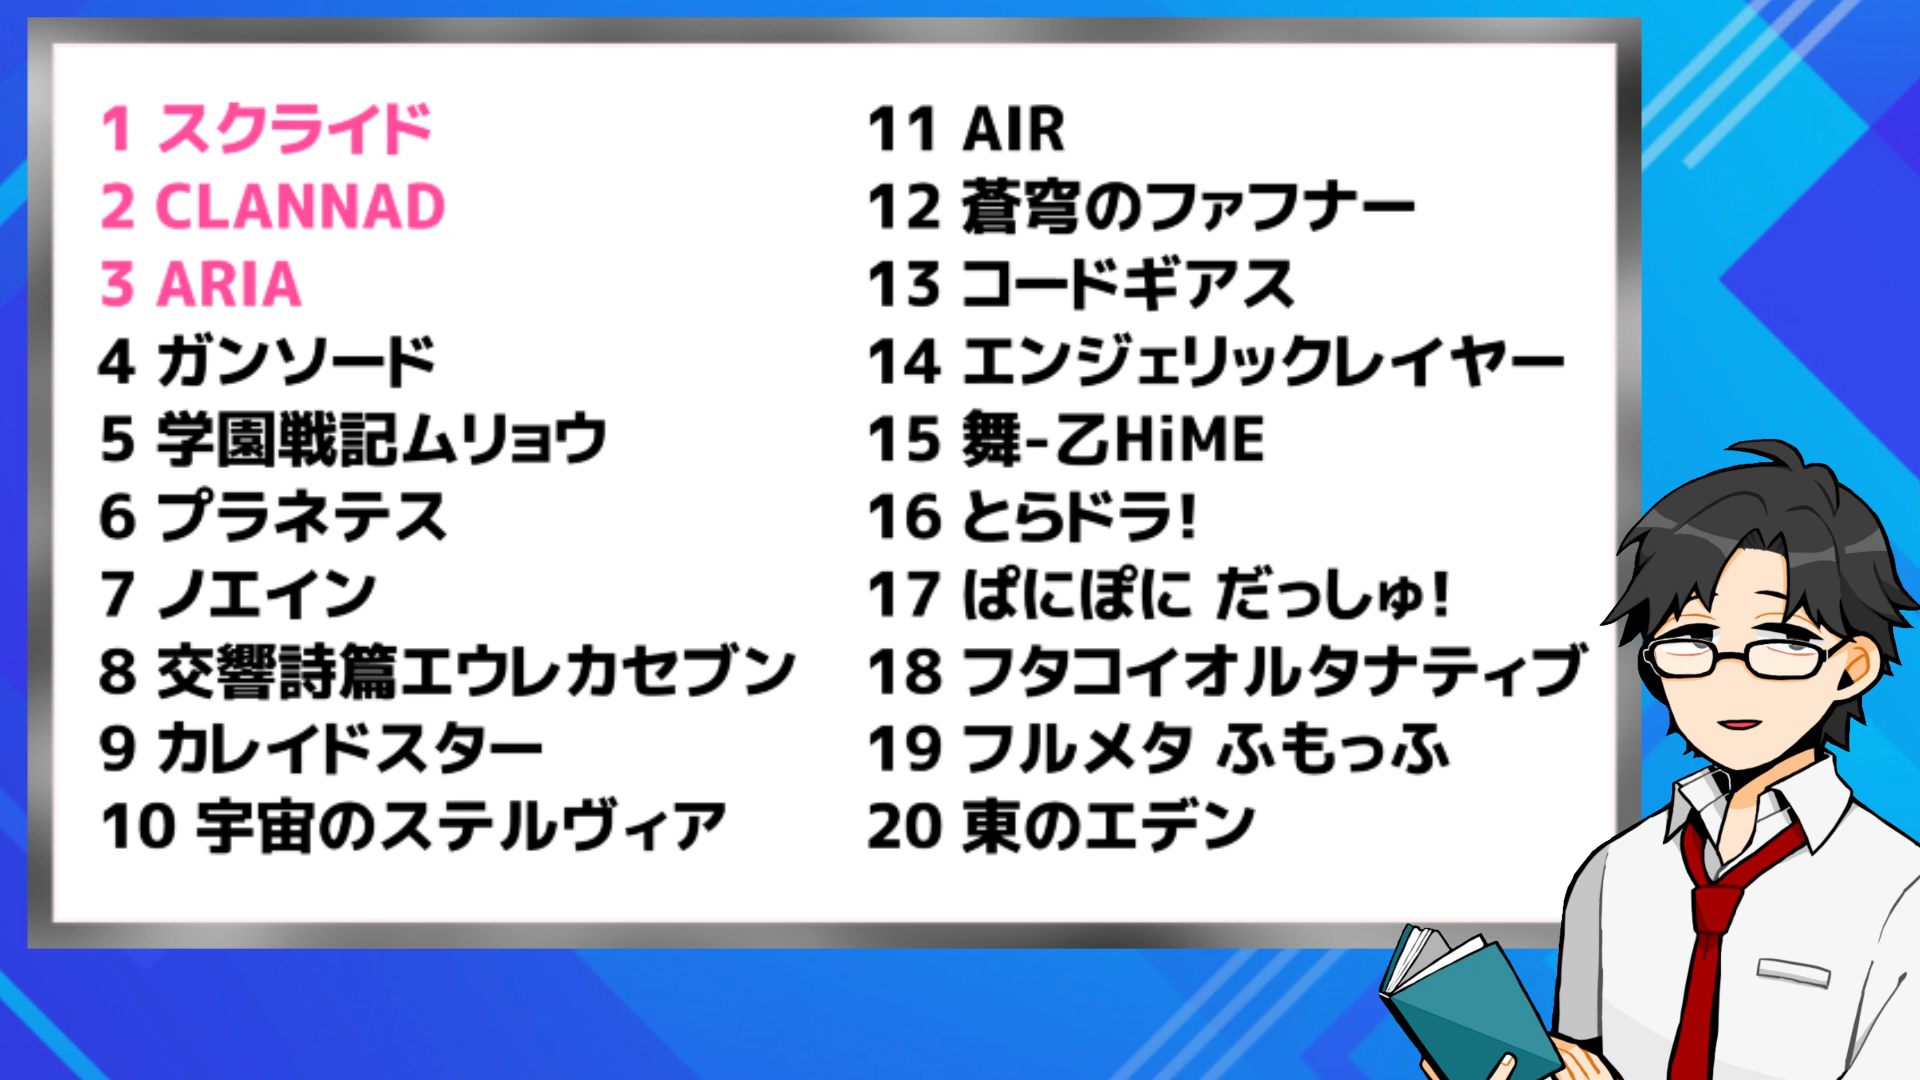 1 スクライド
2 CLANNAD
3 ARIA
4 ガンソード
5 学園戦記ムリョウ
6 プラネテス
7 ノエイン
8 交響詩篇エウレカセブン
9 カレイドスター
10 宇宙のステルヴィア
11 AIR
12 蒼穹のファフナー
13 コードギアス
14 エンジェリックレイヤー
15 舞-乙HiME
16 とらドラ!
17 ぱにぽに だっしゅ!
18 フタコイオルタナティブ
19 フルメタ ふもっふ
20 東のエデン